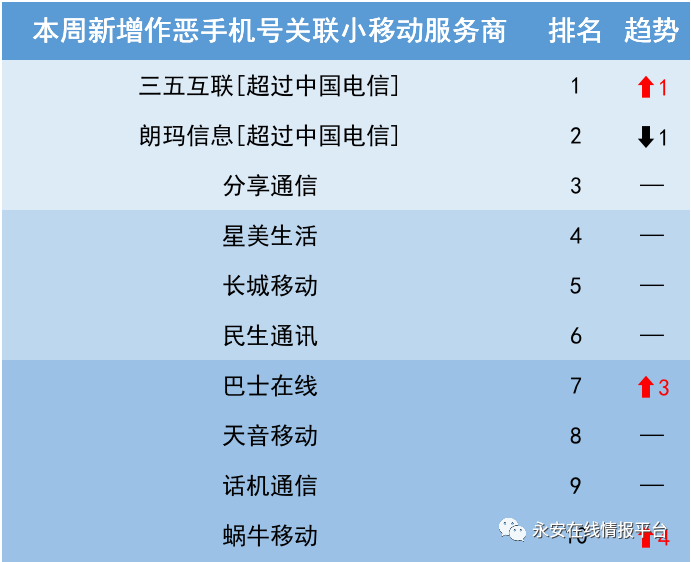 本周新增作恶手机号关联小移动服务商 排名 趋势
三五互联[超过中国电信] 1 1
朗玛信息[超过中国电信] 2 1
分享通信 3 —
星美生活 4 —
长城移动 5 —
民生通讯 6 —
巴士在线 7 3
天音移动 8 —
话机通信 9 —
蜗牛移动 10 4
永安在线情报平台